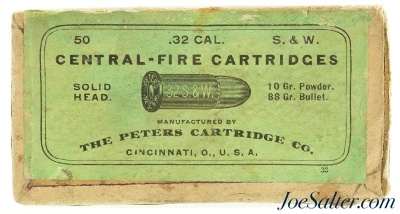 50 .32 CAL. S. & W.
CENTRAL-FIRE CARTRIDGES
SOLID
HEAD.
32 S.&W.
10 Gr. Powder.
88 Gr. Bullet.
MANUFACTURED BY
THE PETERS CARTRIDGE CO.
CINCINNATI, O., U.S.A.
JoeSalter.com